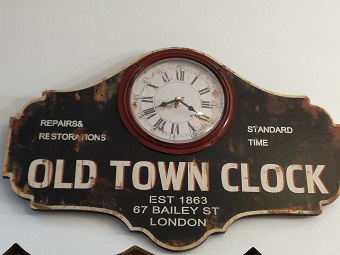 REPAIRS&
RESTORATIONS
STANDARD
TIME
OLD TOWN CLOCK
EST 1863
67 BAILEY ST
LONDON